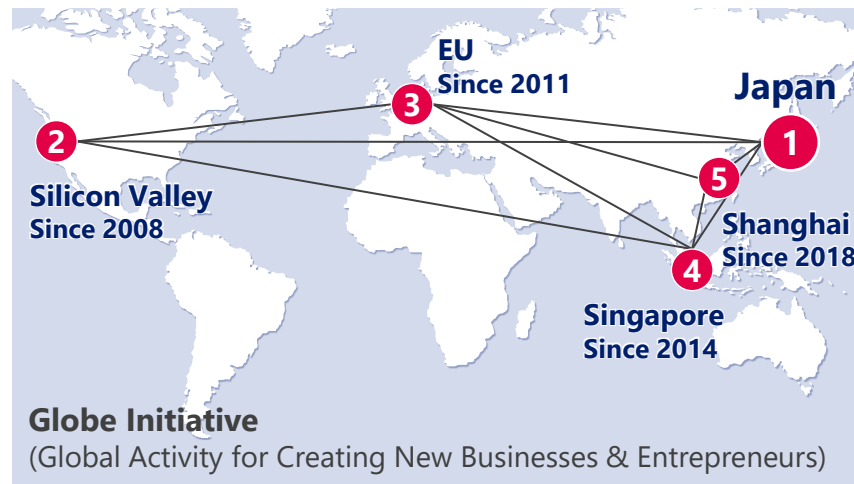 EU
Since 2011
Japan
3
2
1
5
Silicon Valley
Since 2008
Shanghai
Since 2018
4
Singapore
Since 2014
Globe Initiative
(Global Activity for Creating New Businesses & Entrepreneurs)